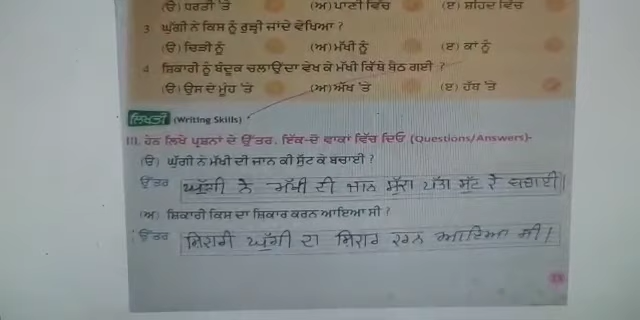 (ੳ) ਧਰਤੀ 'ਤੇ (ਅ) ਪਾਣੀ ਵਿੱਚ (ੲ) ਸ਼ਹਿਦ ਵਿੱਚ
3 ਘੁੱਗੀ ਨੇ ਕਿਸ ਨੂੰ ਰੁੜ੍ਹੀ ਜਾਂਦੇ ਵੇਖਿਆ ?
(ੳ) ਚਿੜੀ ਨੂੰ (ਅ) ਮੱਖੀ ਨੂੰ (ੲ) ਕਾਂ ਨੂੰ
4 ਸ਼ਿਕਾਰੀ ਨੂੰ ਬੰਦੂਕ ਚਲਾਉਂਦਾ ਵੇਖ ਕੇ ਮੱਖੀ ਕਿੱਥੇ ਬੈਠ ਗਈ ?
(ੳ) ਉਸ ਦੇ ਮੂੰਹ 'ਤੇ (ਅ) ਅੱਖ 'ਤੇ (ੲ) ਹੱਥ 'ਤੇ
ਲਿਖਤੀ (Writing Skills)
III. ਹੇਠ ਲਿਖੇ ਪ੍ਰਸ਼ਨਾਂ ਦੇ ਉੱਤਰ, ਇੱਕ-ਦੋ ਵਾਕਾਂ ਵਿੱਚ ਦਿਓ (Questions/Answers)-
(ੳ) ਘੁੱਗੀ ਨੇ ਮੱਖੀ ਦੀ ਜਾਨ ਕੀ ਸੁੱਟ ਕੇ ਬਚਾਈ ?
ਉੱਤਰ ਘੁੱਗੀ ਨੇ ਮੱਖੀ ਦੀ ਜਾਨ ਸੁੱਕਾ ਪੱਤਾ ਸੁੱਟ ਕੇ ਬਚਾਈ।
(ਅ) ਸ਼ਿਕਾਰੀ ਕਿਸ ਦਾ ਸ਼ਿਕਾਰ ਕਰਨ ਆਇਆ ਸੀ ?
ਉੱਤਰ ਸ਼ਿਕਾਰੀ ਘੁੱਗੀ ਦਾ ਸ਼ਿਕਾਰ ਕਰਨ ਆਇਆ ਸੀ।